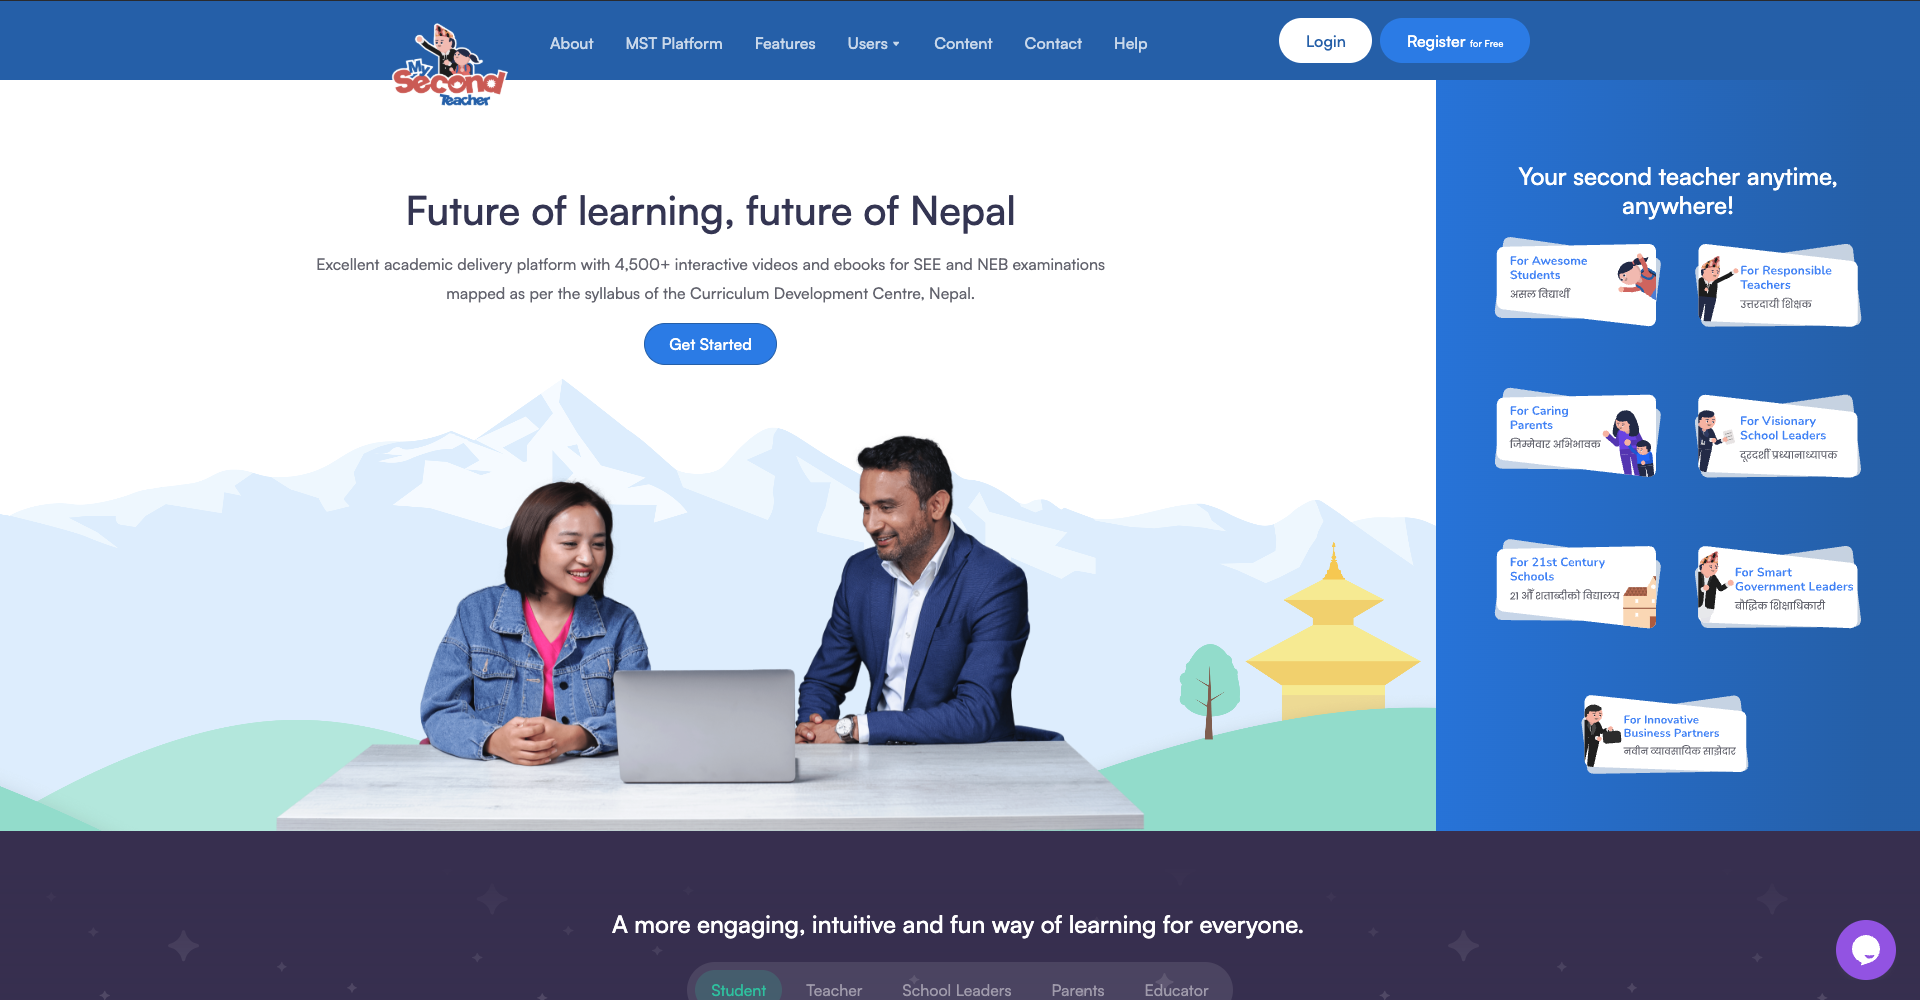 My
Second
Teacher
About
MST Platform
Features
Users
Content
Contact
Help
Login
Register for Free
Future of learning, future of Nepal
Excellent academic delivery platform with 4,500+ interactive videos and ebooks for SEE and NEB examinations
mapped as per the syllabus of the Curriculum Development Centre, Nepal.
Get Started
Your second teacher anytime,
anywhere!
For Awesome
Students
असल विद्यार्थी
For Responsible
Teachers
उत्तरदायी शिक्षक
For Caring
Parents
जिम्मेवार अभिभावक
For Visionary
School Leaders
दूरदर्शी प्रध्यानाध्यापक
For 21st Century
Schools
21 औँ शताब्दीको विद्यालय
For Smart
Government Leaders
बौद्धिक शिक्षाधिकारी
For Innovative
Business Partners
नवीन व्यावसायिक साझेदार
A more engaging, intuitive and fun way of learning for everyone.
Student
Teacher
School Leaders
Parents
Educator